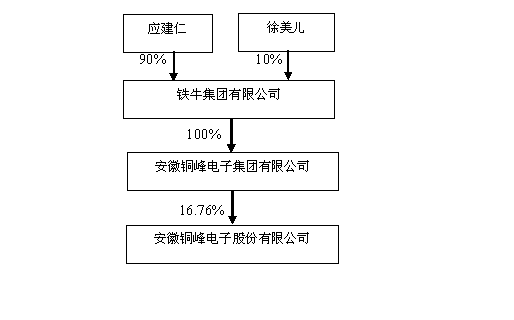 应建仁 徐美儿
90% 10%
铁牛集团有限公司
100%
安徽铜峰电子集团有限公司
16.76%
安徽铜峰电子股份有限公司